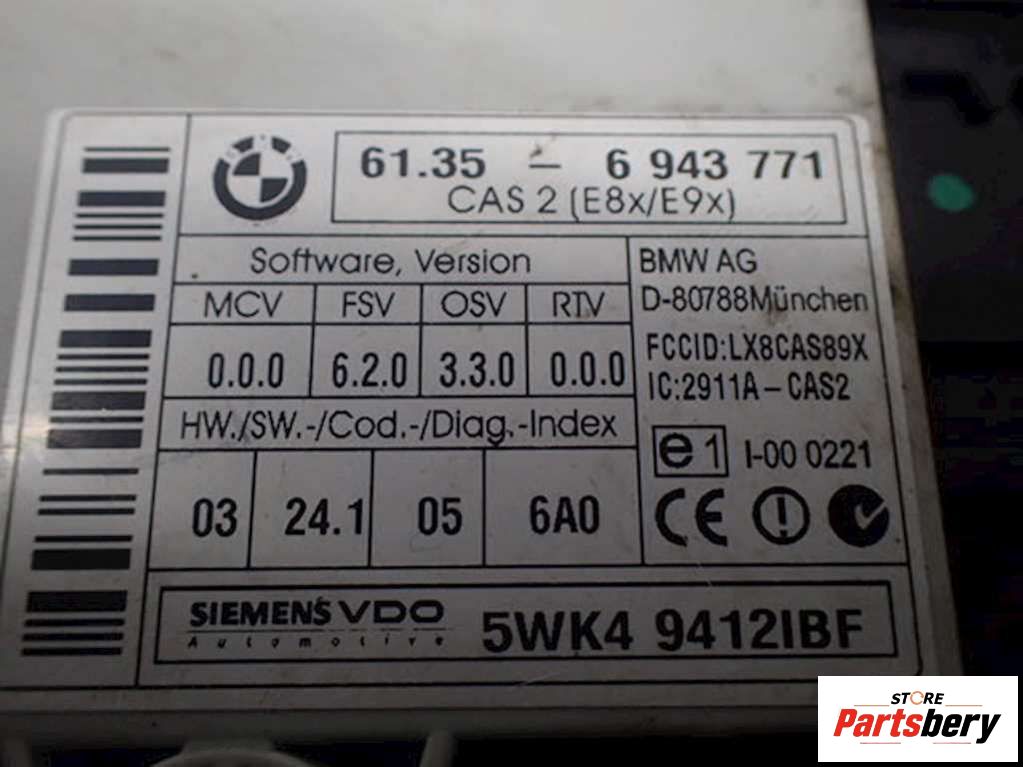 61.35 – 6 943 771
CAS 2 (E8x/E9x)
Software, Version
MCV FSV OSV RTV
0.0.0 6.2.0 3.3.0 0.0.0
HW./SW.-/Cod.-/Diag.-Index
03 24.1 05 6A0
BMW AG
D-80788München
FCCID:LX8CAS89X
IC:2911A-CAS2
e1 I-00 0221
CE
SIEMENS VDO
Automotive
5WK4 9412IBF
STORE
Partsbery